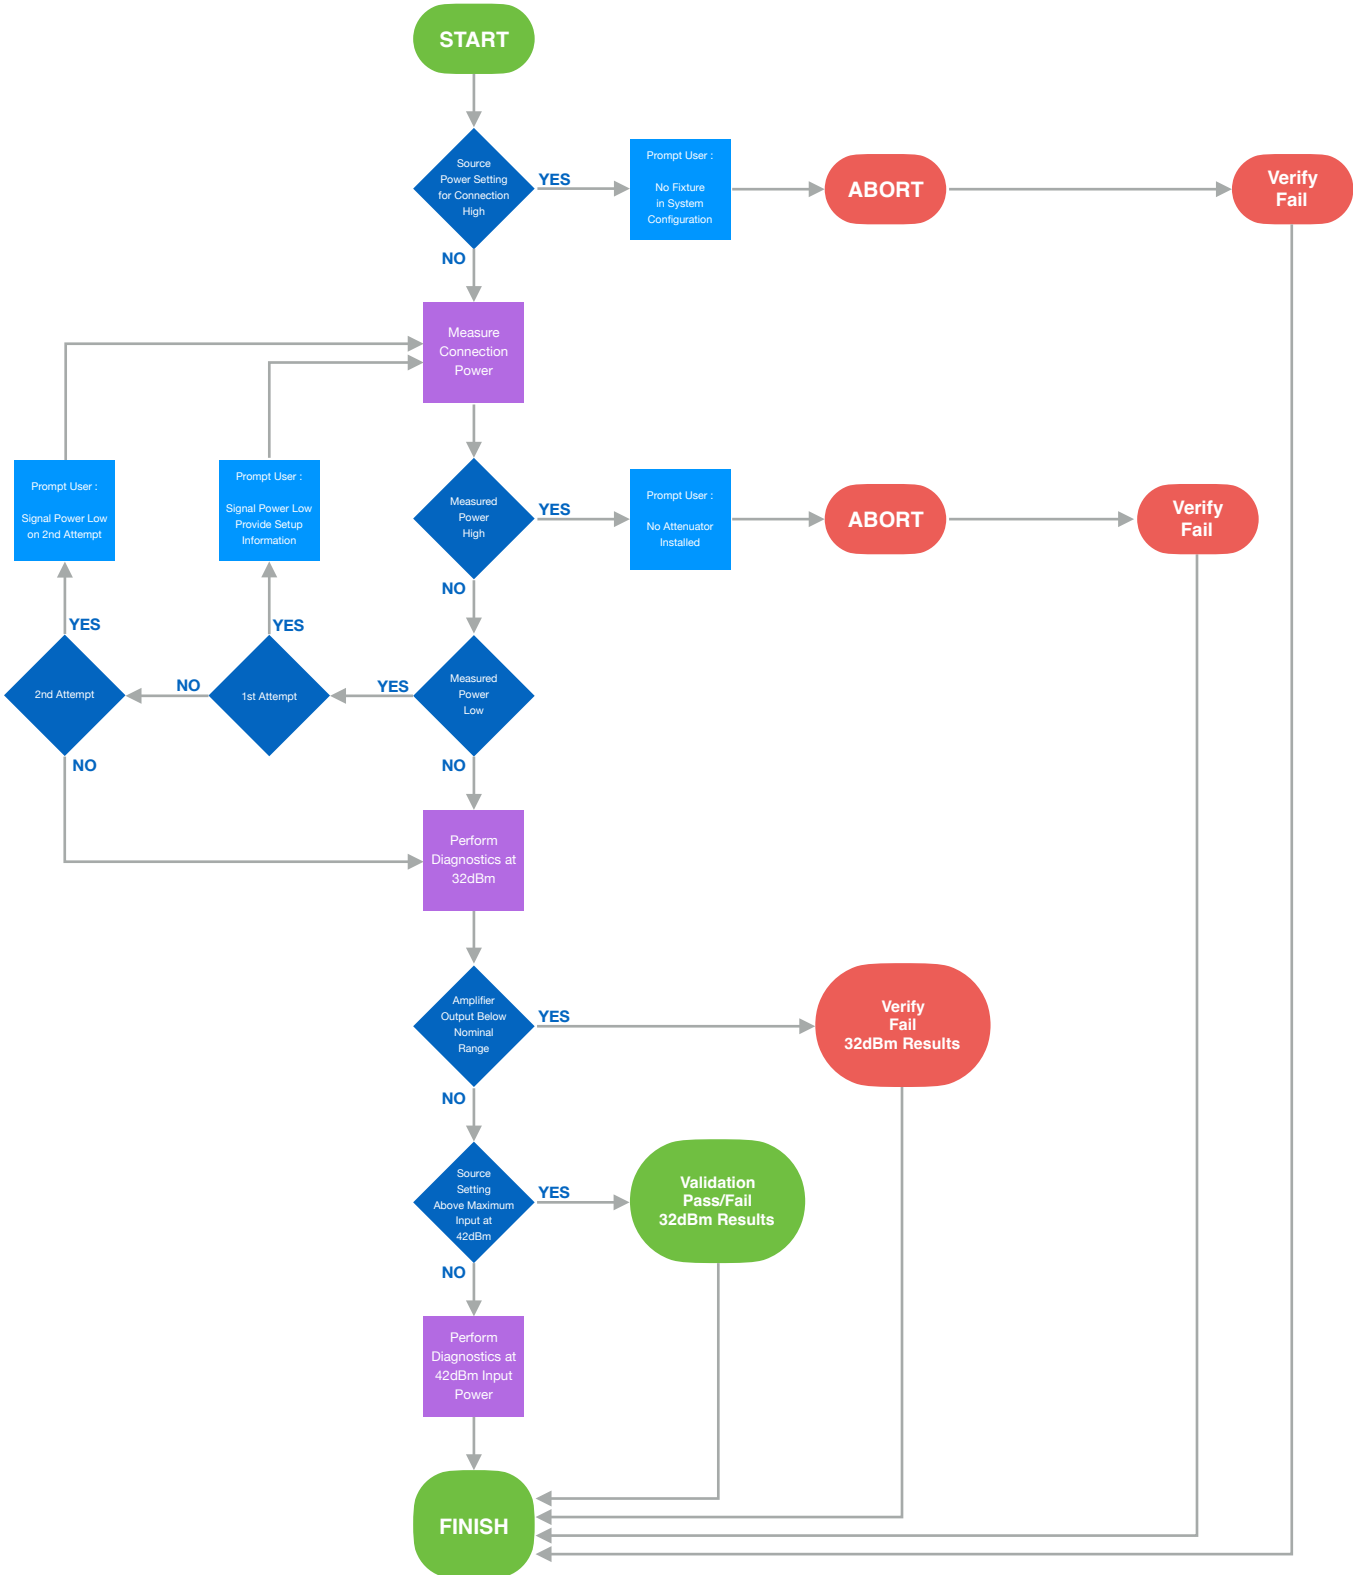 START
Source
Power Setting
for Connection
High
YES
Prompt User :
No Fixture
in System
Configuration
ABORT
Verify
Fail
NO
Measure
Connection
Power
Prompt User :
Signal Power Low
on 2nd Attempt
Prompt User :
Signal Power Low
Provide Setup
Information
Measured
Power
High
YES
Prompt User :
No Attenuator
Installed
ABORT
Verify
Fail
NO
YES
YES
2nd Attempt
NO
1st Attempt
YES
Measured
Power
Low
NO
NO
Perform
Diagnostics at
32dBm
Amplifier
Output Below
Nominal
Range
YES
Verify
Fail
32dBm Results
NO
Source
Setting
Above Maximum
Input at
42dBm
YES
Validation
Pass/Fail
32dBm Results
NO
Perform
Diagnostics at
42dBm Input
Power
FINISH